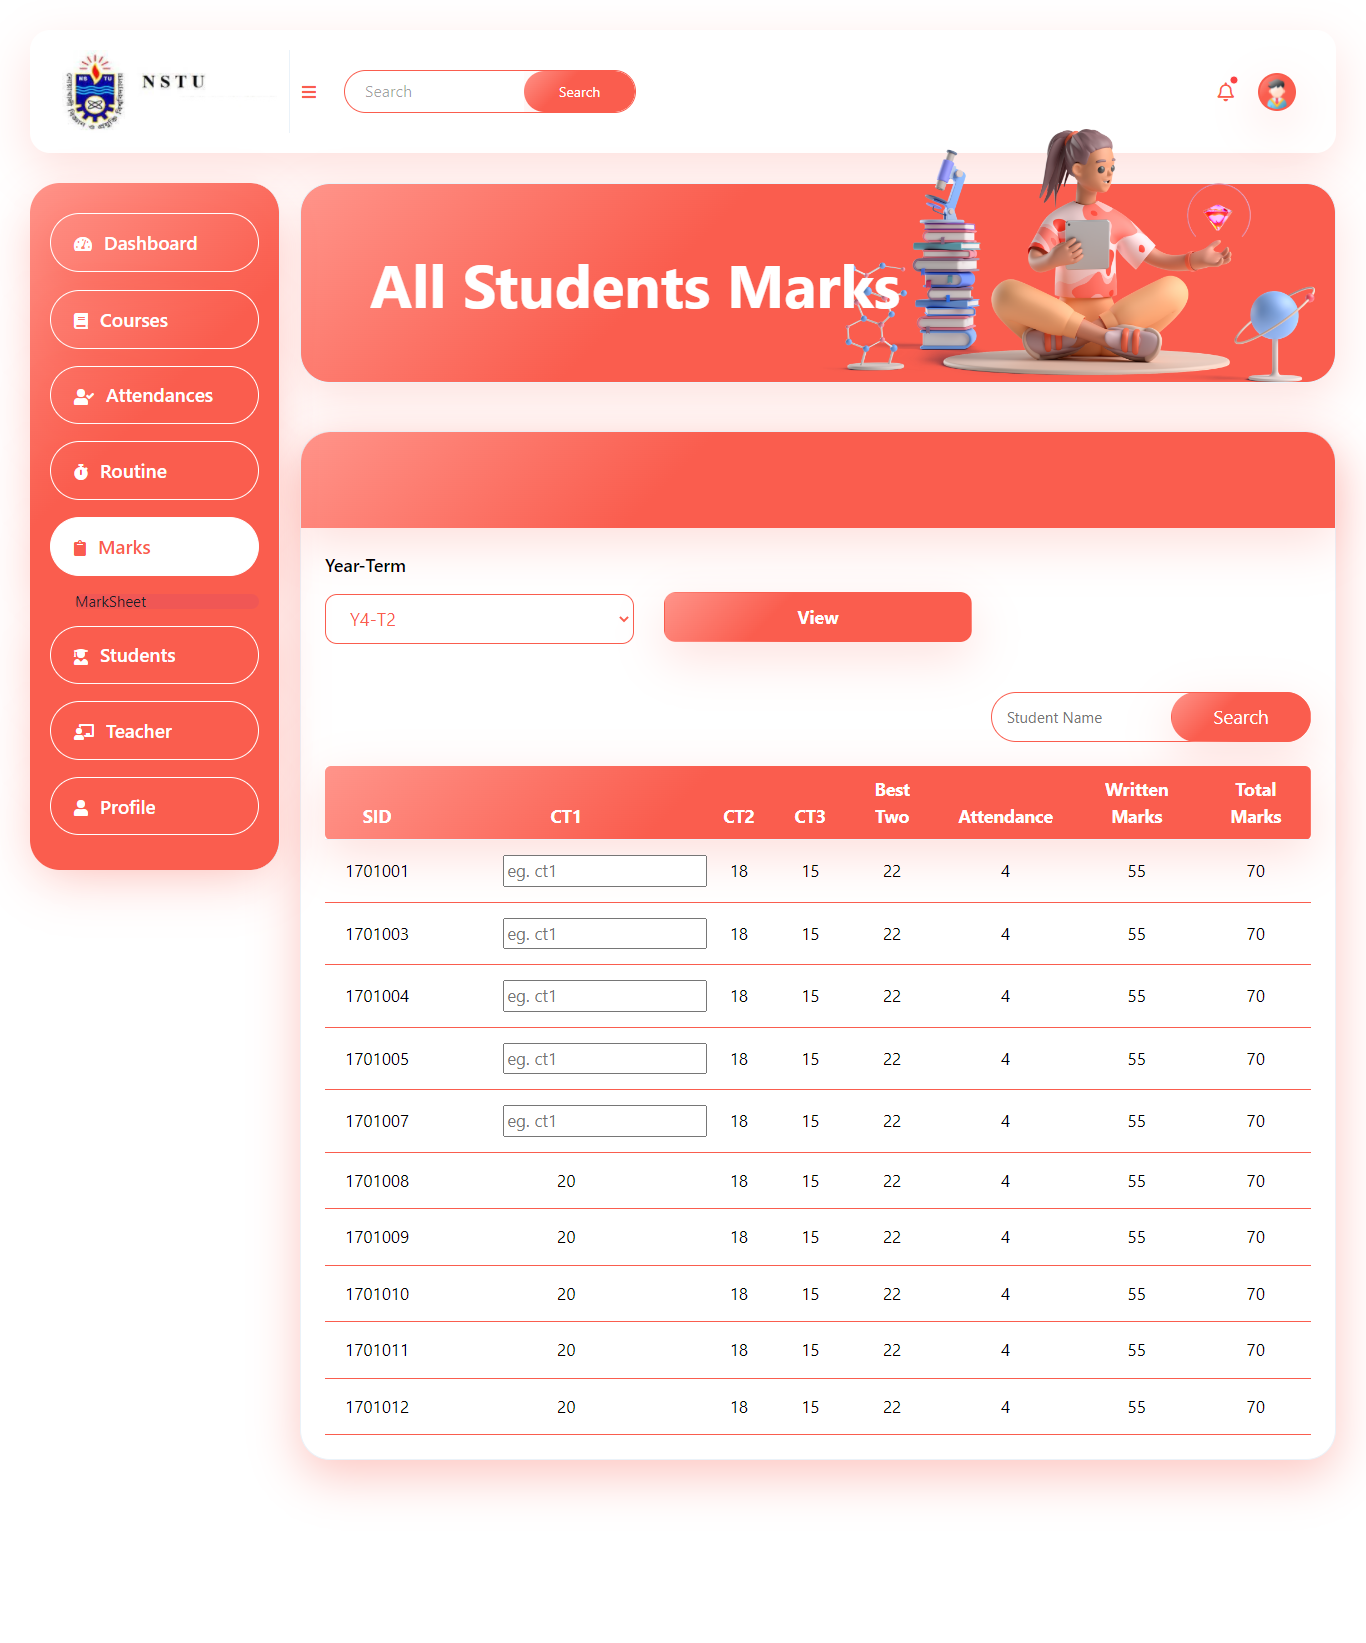 NSTU
Search
Search
Dashboard
Courses
Attendances
Routine
Marks
MarkSheet
Students
Teacher
Profile
All Students Marks
Year-Term
Y4-T2
View
Student Name
Search
SID CT1 CT2 CT3 Best Two Attendance Written Marks Total Marks
1701001 eg. ct1 18 15 22 4 55 70
1701003 eg. ct1 18 15 22 4 55 70
1701004 eg. ct1 18 15 22 4 55 70
1701005 eg. ct1 18 15 22 4 55 70
1701007 eg. ct1 18 15 22 4 55 70
1701008 20 18 15 22 4 55 70
1701009 20 18 15 22 4 55 70
1701010 20 18 15 22 4 55 70
1701011 20 18 15 22 4 55 70
1701012 20 18 15 22 4 55 70